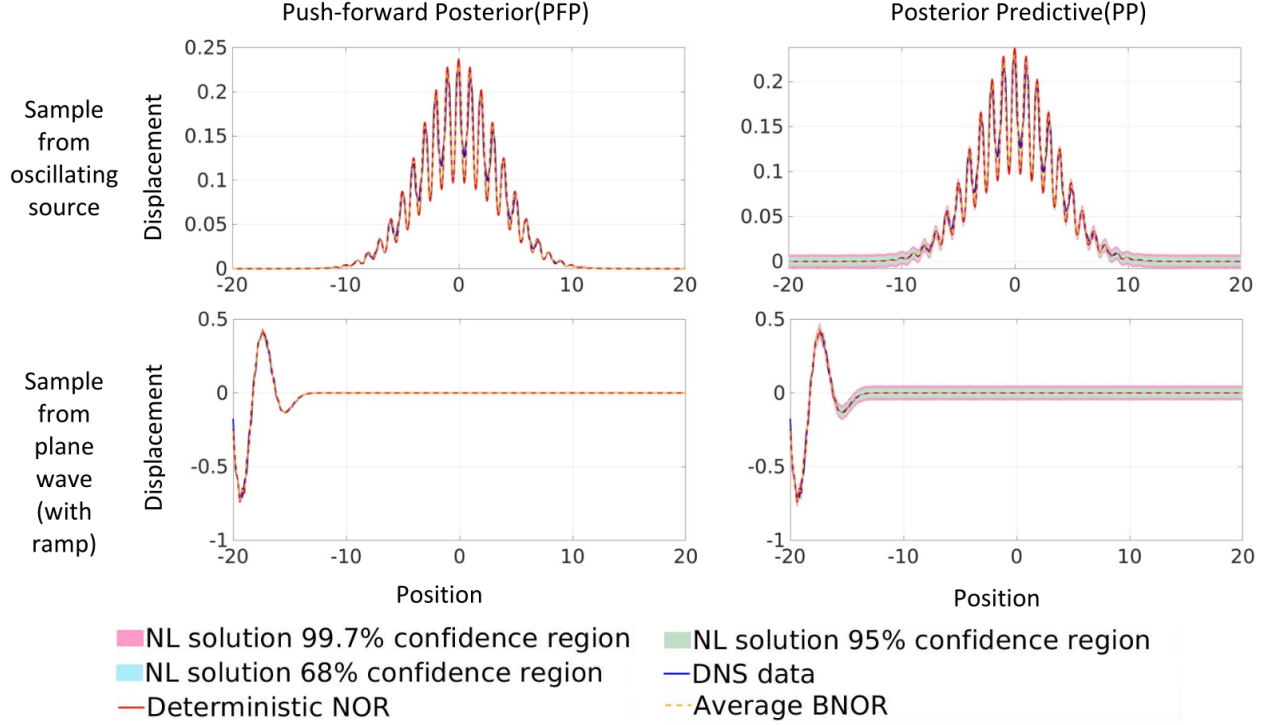 Push-forward Posterior(PFP)
Posterior Predictive(PP)
Sample
from
oscillating
source
Displacement
0.25
0.2
0.15
0.1
0.05
0
-20
-10
0
10
20
0.2
0.15
0.1
0.05
0
-20
-10
0
10
20
Sample
from
plane
wave
(with
ramp)
Displacement
0.5
0
-0.5
-1
-20
-10
0
10
20
0.5
0
-0.5
-1
-20
-10
0
10
20
Position
Position
NL solution 99.7% confidence region
NL solution 95% confidence region
NL solution 68% confidence region
DNS data
Deterministic NOR
Average BNOR